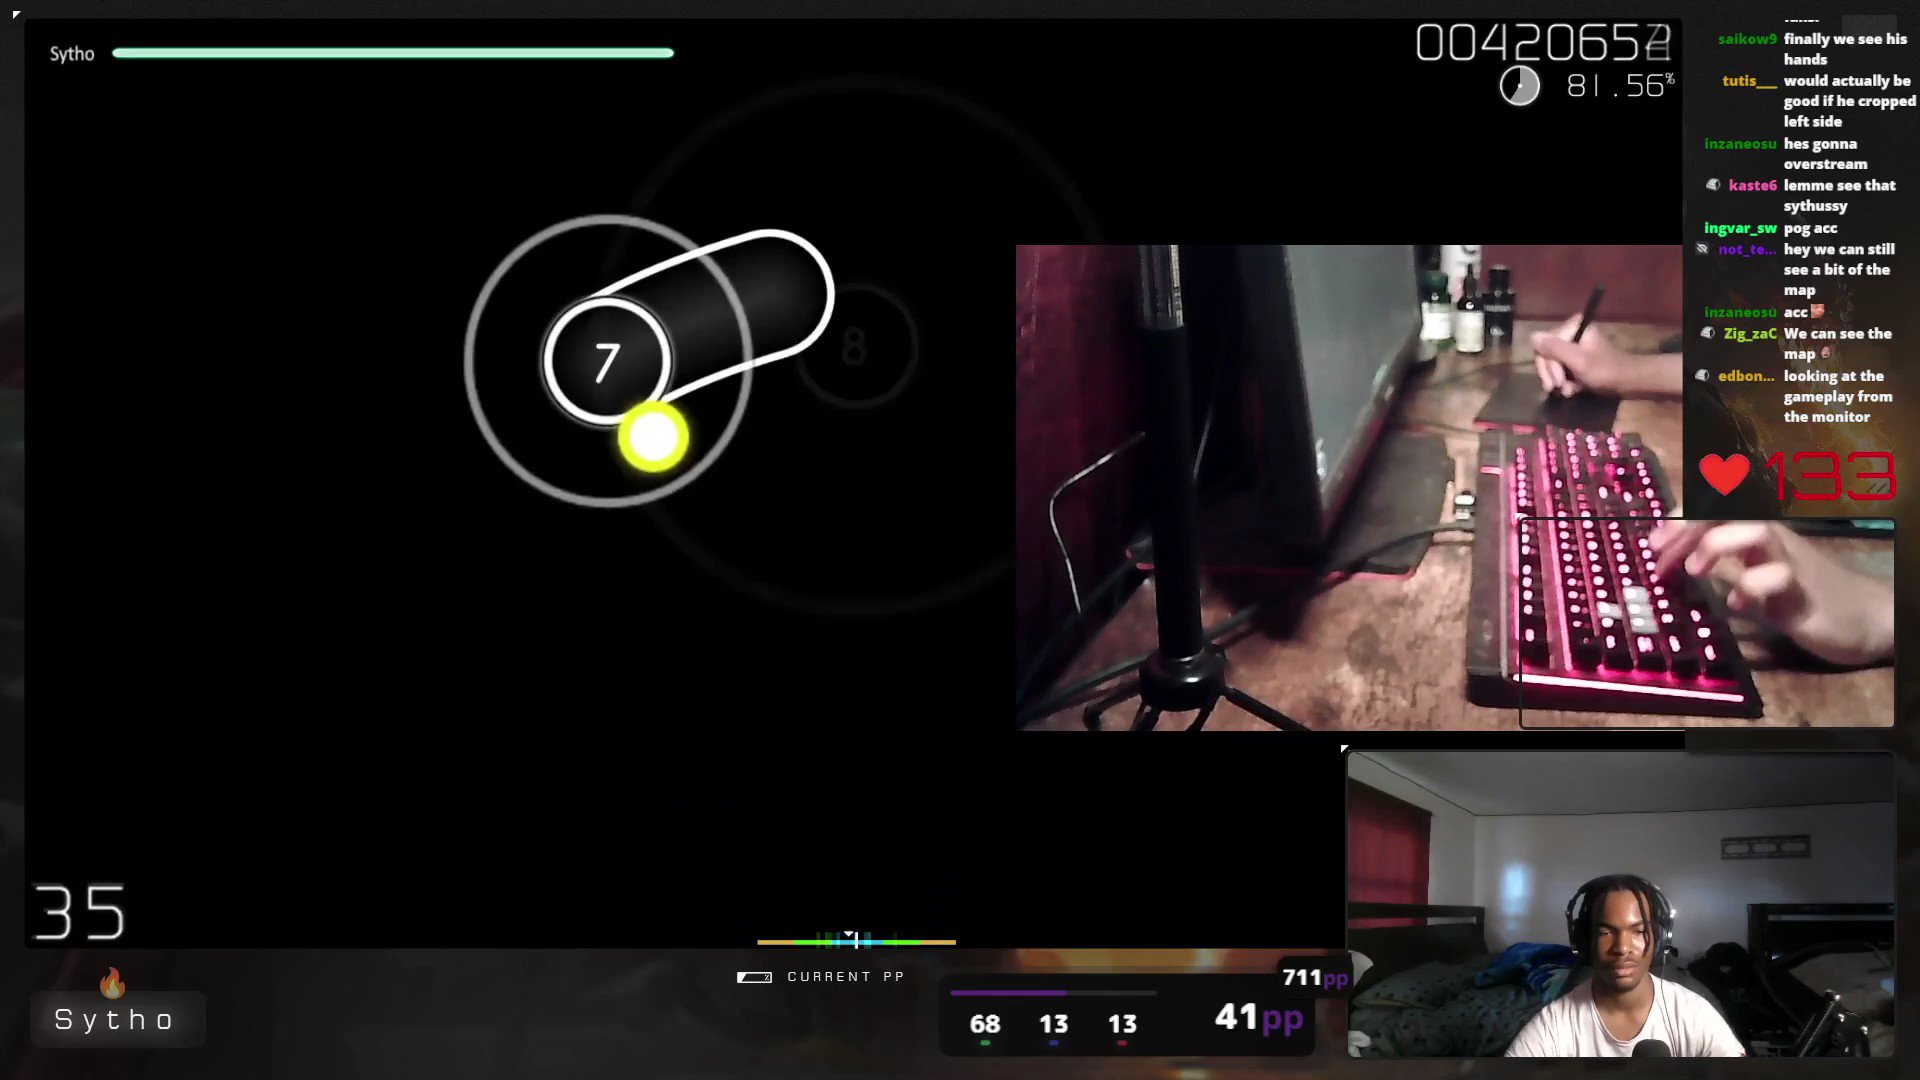 Sytho
81.56%
7
8
35
saikow9 finally we see his
hands
tutis___ would actually be
good if he cropped
left side
inzaneosu hes gonna
overstream
kaste6 lemme see that
sythussy
ingvar_sw pog acc
not_te... hey we can still
see a bit of the
map
inzaneosu acc
Zig_zaC We can see the
map
edbon... looking at the
gameplay from
the monitor
133
CURRENT PP
711pp
68 13 13 41pp
Sytho